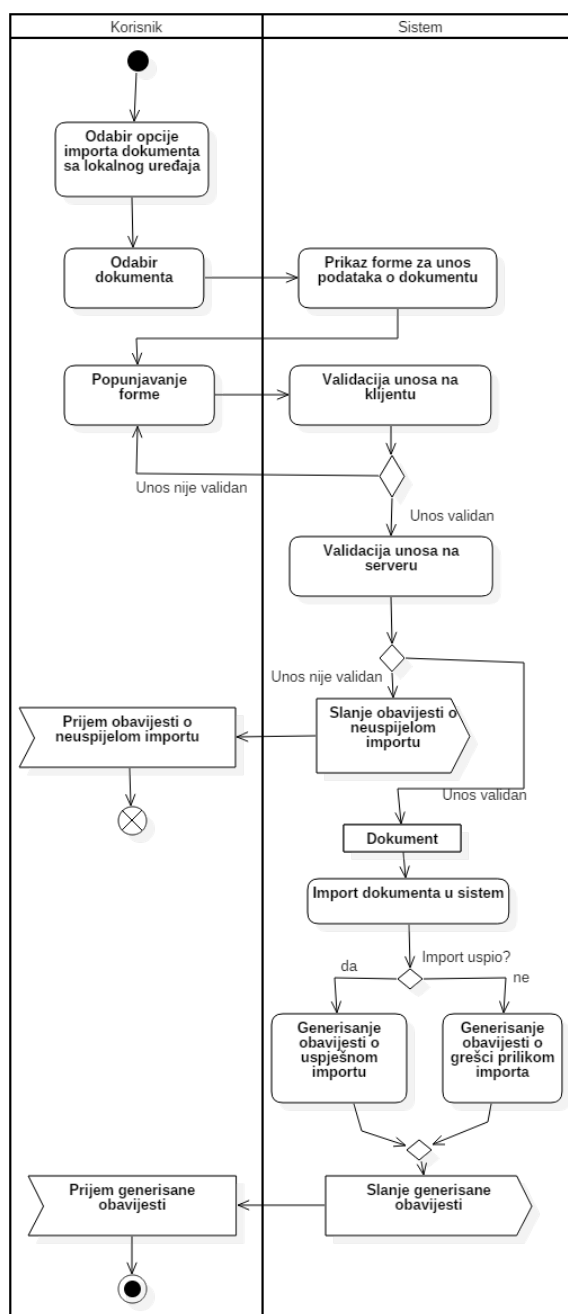 Korisnik
Sistem
Odabir opcije
importa dokumenta
sa lokalnog uređaja
Odabir
dokumenta
Prikaz forme za unos
podataka o dokumentu
Popunjavanje
forme
Validacija unosa na
klijentu
Unos nije validan
Unos validan
Validacija unosa na
serveru
Unos nije validan
Prijem obavijesti o
neuspijelom importu
Slanje obavijesti o
neuspijelom
importu
Unos validan
Dokument
Import dokumenta u sistem
Import uspio?
da
ne
Generisanje
obavijesti o
uspješnom
importu
Generisanje
obavijesti o
grešci prilikom
importa
Prijem generisane
obavijesti
Slanje generisane
obavijesti